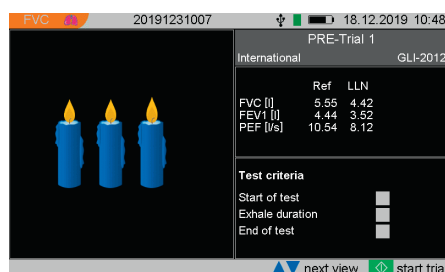 FVC 20191231007 18.12.2019 10:48
PRE-Trial 1
International GLI-2012
Ref LLN
FVC [l] 5.55 4.42
FEV1 [l] 4.44 3.52
PEF [l/s] 10.54 8.12
Test criteria
Start of test
Exhale duration
End of test
next view start trial